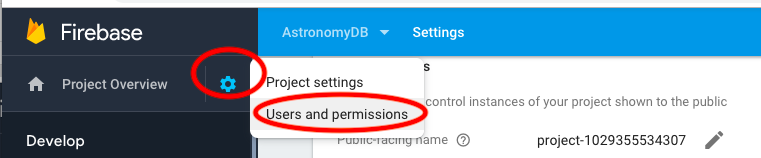 Firebase
AstronomyDB
Settings
Project Overview
Project settings
s
Users and permissions
control instances of your project shown to the public
Develop
Public-facing name
project-1029355534307